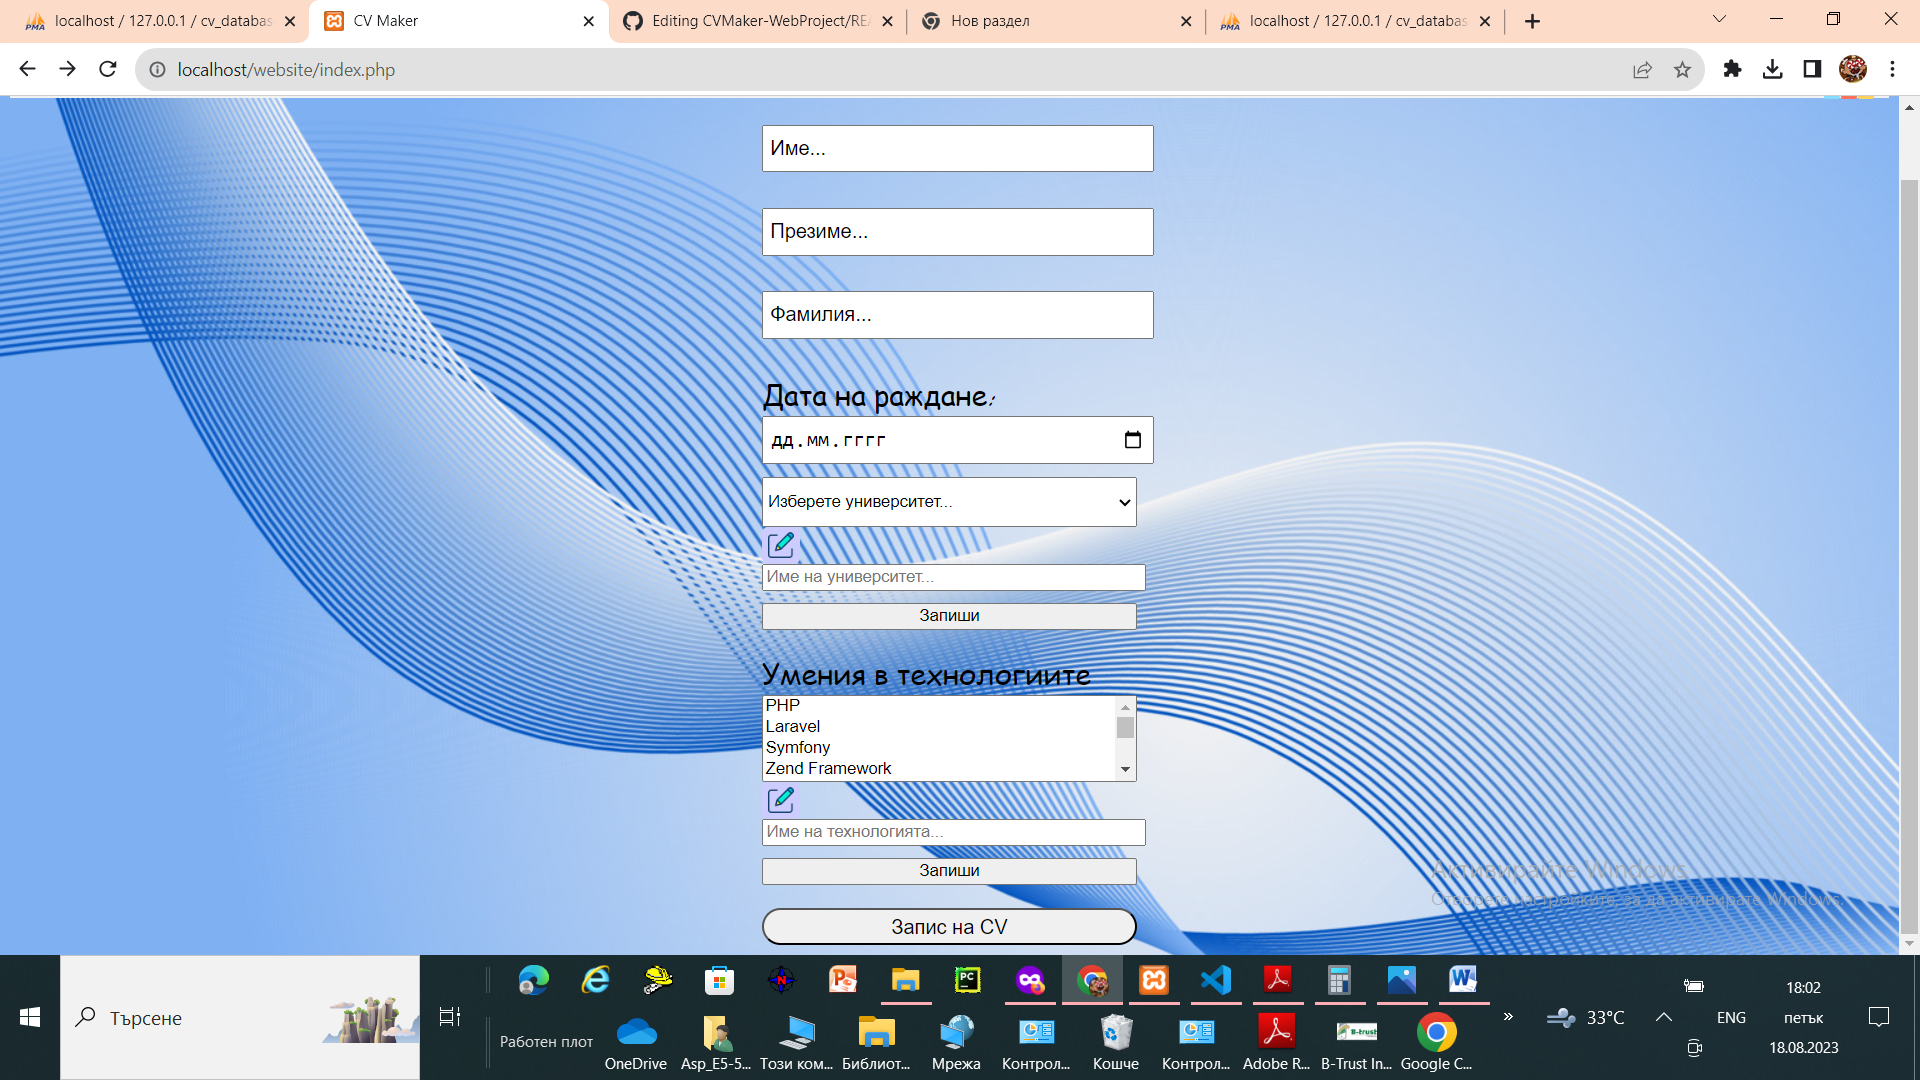 localhost / 127.0.0.1 / cv_databas
CV Maker
Editing CVMaker-WebProject/REA
Нов раздел
localhost / 127.0.0.1 / cv_databas
localhost/website/index.php
Име...
Презиме...
Фамилия...
Дата на раждане:
дд.мм.гггг
Изберете университет...
Име на университет...
Запиши
Умения в технологиите
PHP
Laravel
Symfony
Zend Framework
Име на технологията...
Запиши
Активирайте Windows
Отворете настройките, за да активирате Windows.
Запис на CV
Търсене
Работен плот
OneDrive
Asp_E5-5...
Този ком...
Библиот...
Мрежа
Контрол...
Кошче
Контрол...
Adobe R...
B-Trust In...
Google C...
33°C
ENG
18:02
петък
18.08.2023